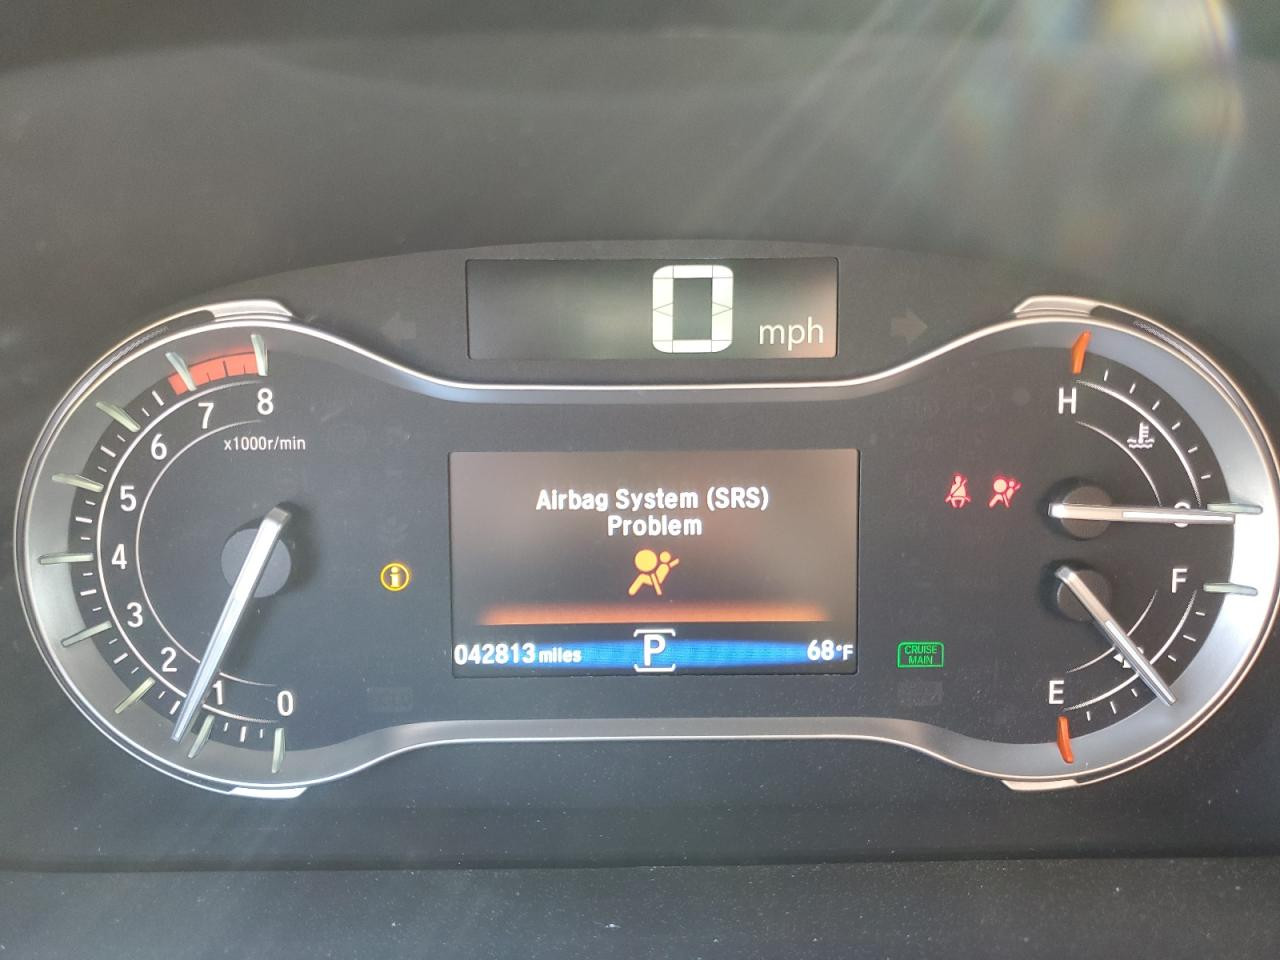 0 mph
8
7
6
x1000r/min
5
4
3
2
1
0
Airbag System (SRS)
Problem
042813 miles P 68°F
H
C
F
E
CRUISE
MAIN